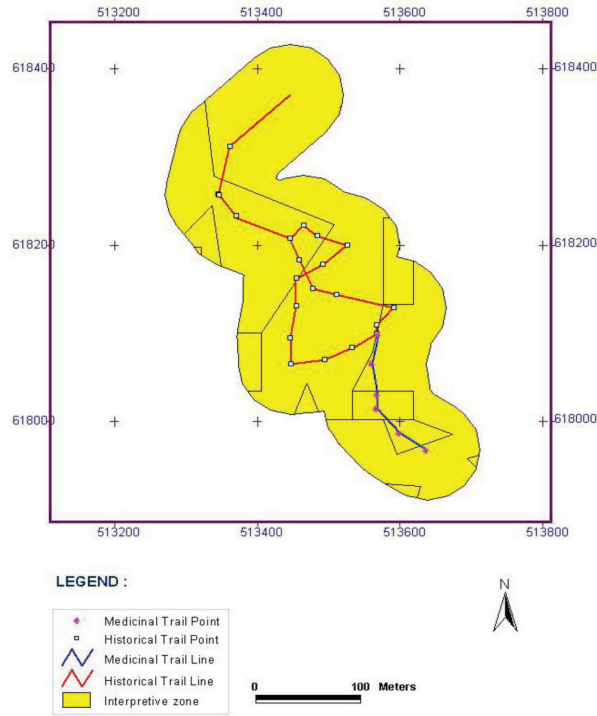 513200 513400 513600 513800
618400 618400
618200 618200
618000 618000
513200 513400 513600 513800
LEGEND :
Medicinal Trail Point
Historical Trail Point
Medicinal Trail Line
Historical Trail Line
Interpretive zone
N
0 100 Meters